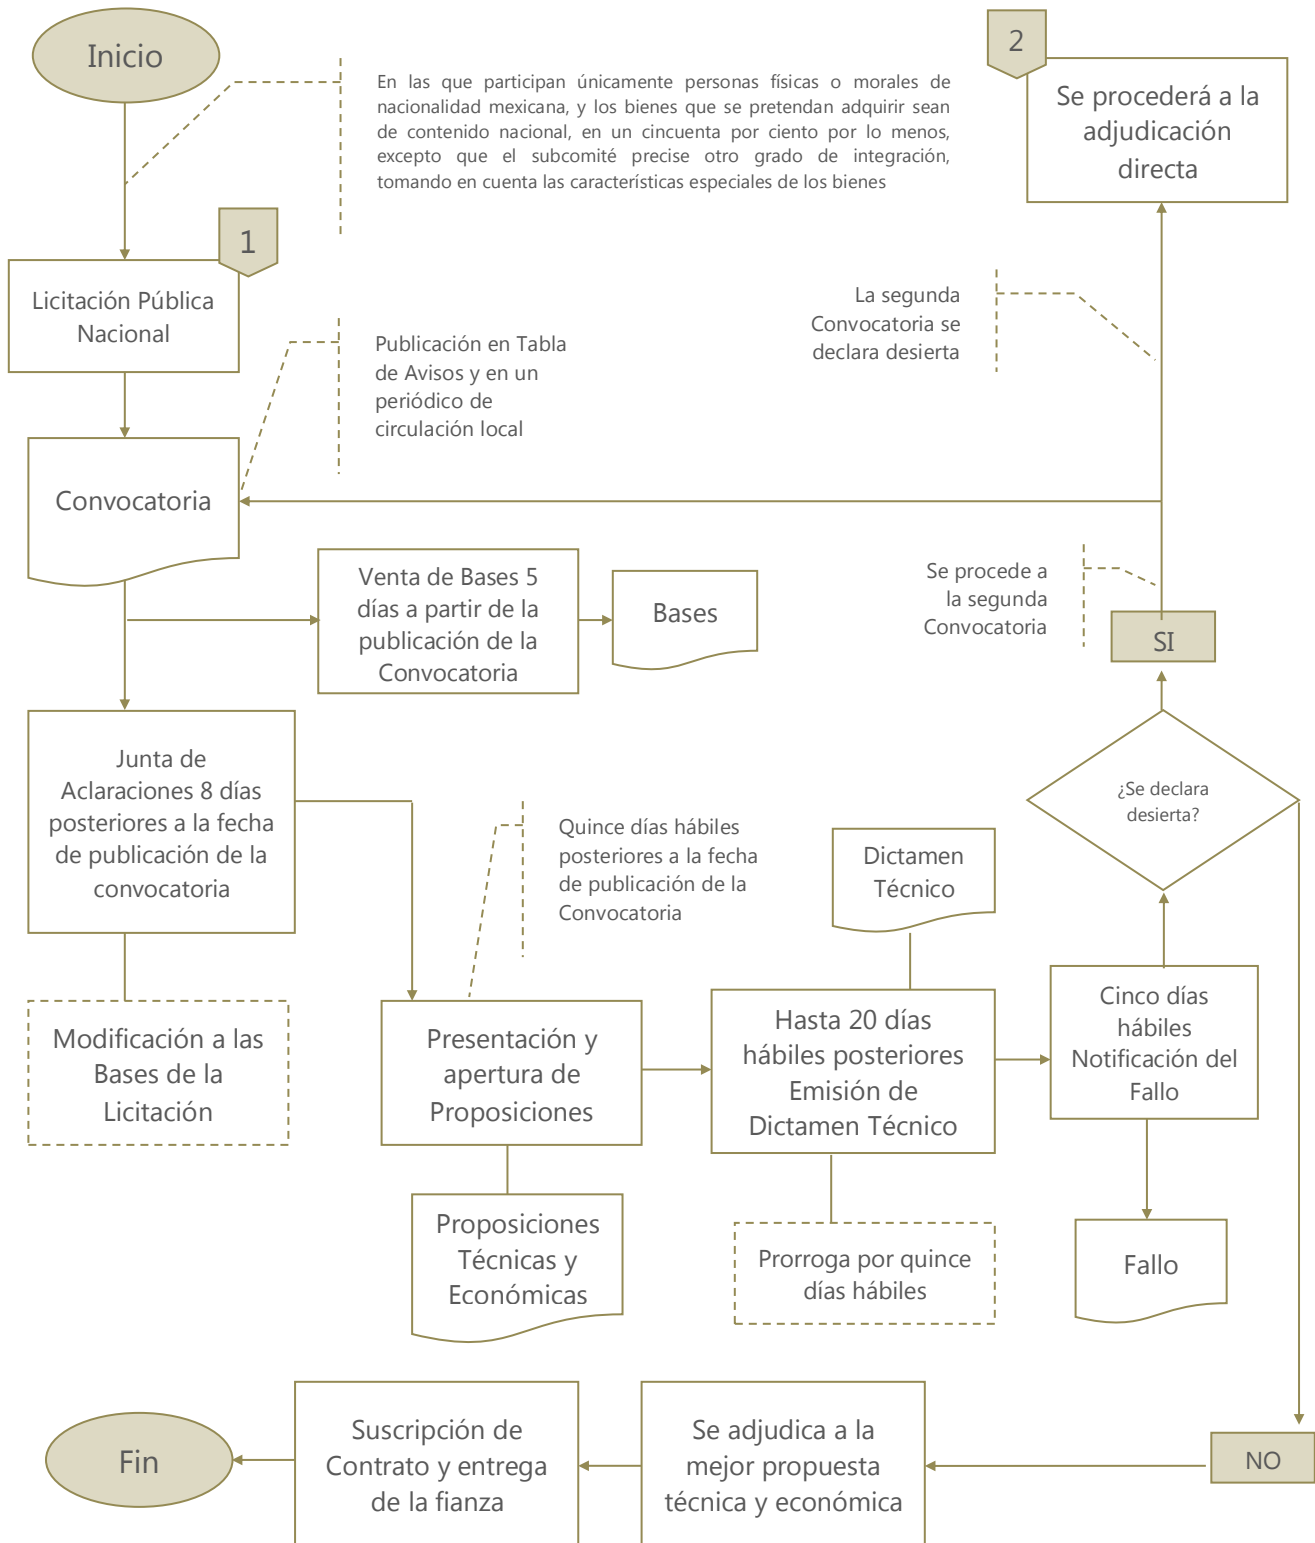 Inicio
En las que participan únicamente personas físicas o morales de
nacionalidad mexicana, y los bienes que se pretendan adquirir sean
de contenido nacional, en un cincuenta por ciento por lo menos,
excepto que el subcomité precise otro grado de integración,
tomando en cuenta las características especiales de los bienes
2
Se procederá a la
adjudicación
directa
1
Licitación Pública
Nacional
La segunda
Convocatoria se
declara desierta
Publicación en Tabla
de Avisos y en un
periódico de
circulación local
Convocatoria
Venta de Bases 5
días a partir de la
publicación de la
Convocatoria
Bases
Se procede a
la segunda
Convocatoria
SI
Junta de
Aclaraciones 8 días
posteriores a la fecha
de publicación de la
convocatoria
¿Se declara
desierta?
Quince días hábiles
posteriores a la fecha
de publicación de la
Convocatoria
Dictamen
Técnico
Modificación a las
Bases de la
Licitación
Presentación y
apertura de
Proposiciones
Hasta 20 días
hábiles posteriores
Emisión de
Dictamen Técnico
Cinco días
hábiles
Notificación del
Fallo
Proposiciones
Técnicas y
Económicas
Prorroga por quince
días hábiles
Fallo
Fin
Suscripción de
Contrato y entrega
de la fianza
Se adjudica a la
mejor propuesta
técnica y económica
NO